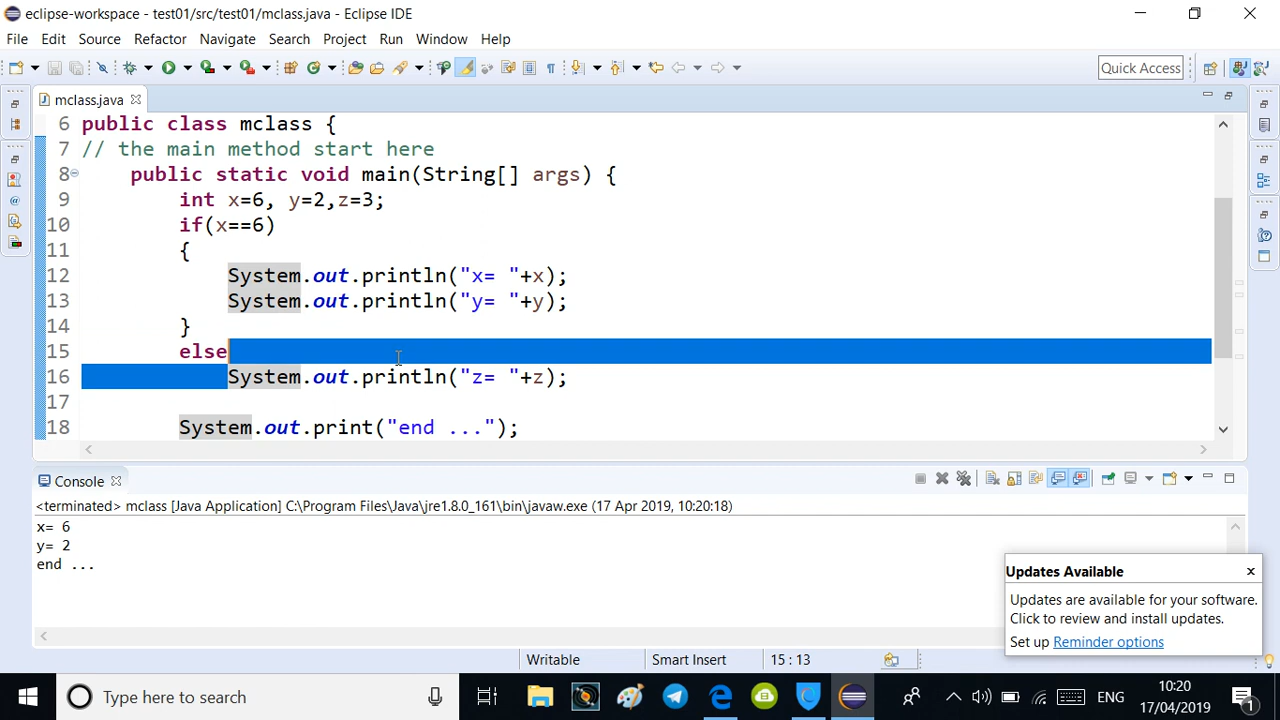 eclipse-workspace - test01/src/test01/mclass.java - Eclipse IDE
File Edit Source Refactor Navigate Search Project Run Window Help
Quick Access
mclass.java
6 public class mclass {
7 // the main method start here
8 public static void main(String[] args) {
9 int x=6, y=2,z=3;
10 if(x==6)
11 {
12 System.out.println("x= "+x);
13 System.out.println("y= "+y);
14 }
15 else
16 System.out.println("z= "+z);
17
18 System.out.print("end ...");
Console
<terminated> mclass [Java Application] C:\Program Files\Java\jre1.8.0_161\bin\javaw.exe (17 Apr 2019, 10:20:18)
x= 6
y= 2
end ...
Updates Available
Updates are available for your software.
Click to review and install updates.
Set up Reminder options
Writable Smart Insert 15 : 13
Type here to search
ENG
10:20
17/04/2019
1